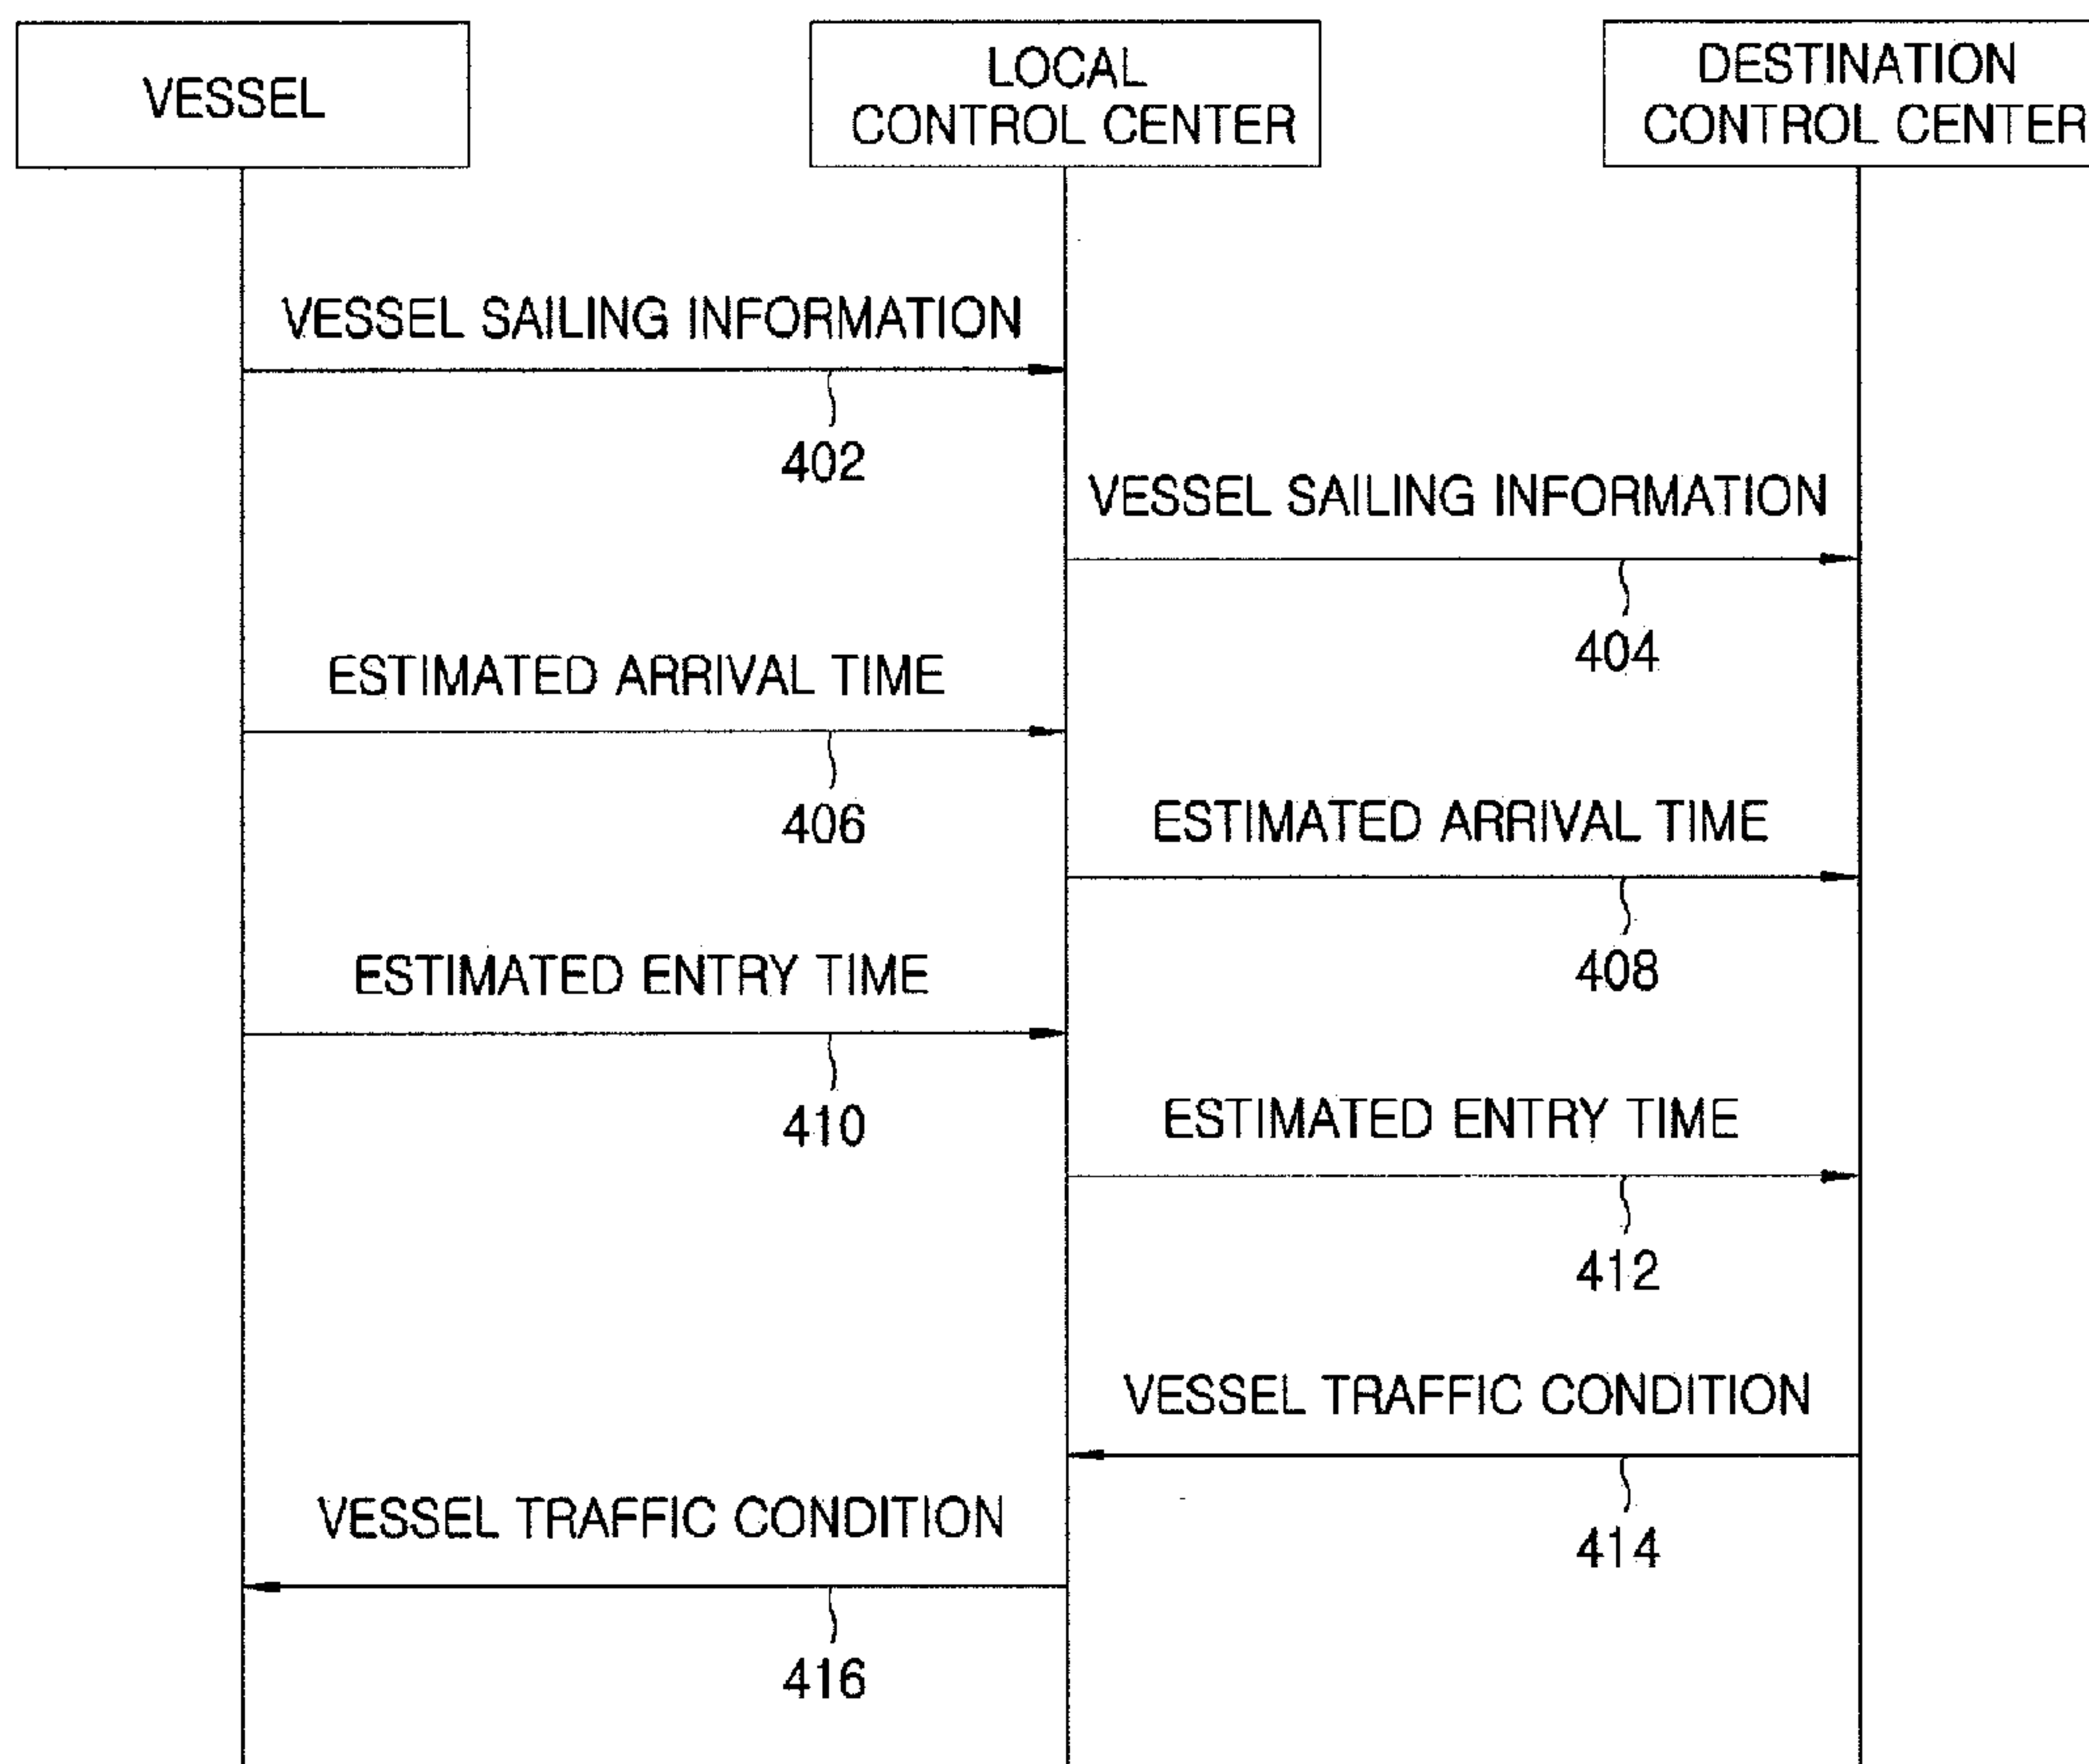 VESSEL
LOCAL
CONTROL CENTER
DESTINATION
CONTROL CENTER
VESSEL SAILING INFORMATION
402
VESSEL SAILING INFORMATION
404
ESTIMATED ARRIVAL TIME
406
ESTIMATED ARRIVAL TIME
408
ESTIMATED ENTRY TIME
410
ESTIMATED ENTRY TIME
412
VESSEL TRAFFIC CONDITION
414
VESSEL TRAFFIC CONDITION
416